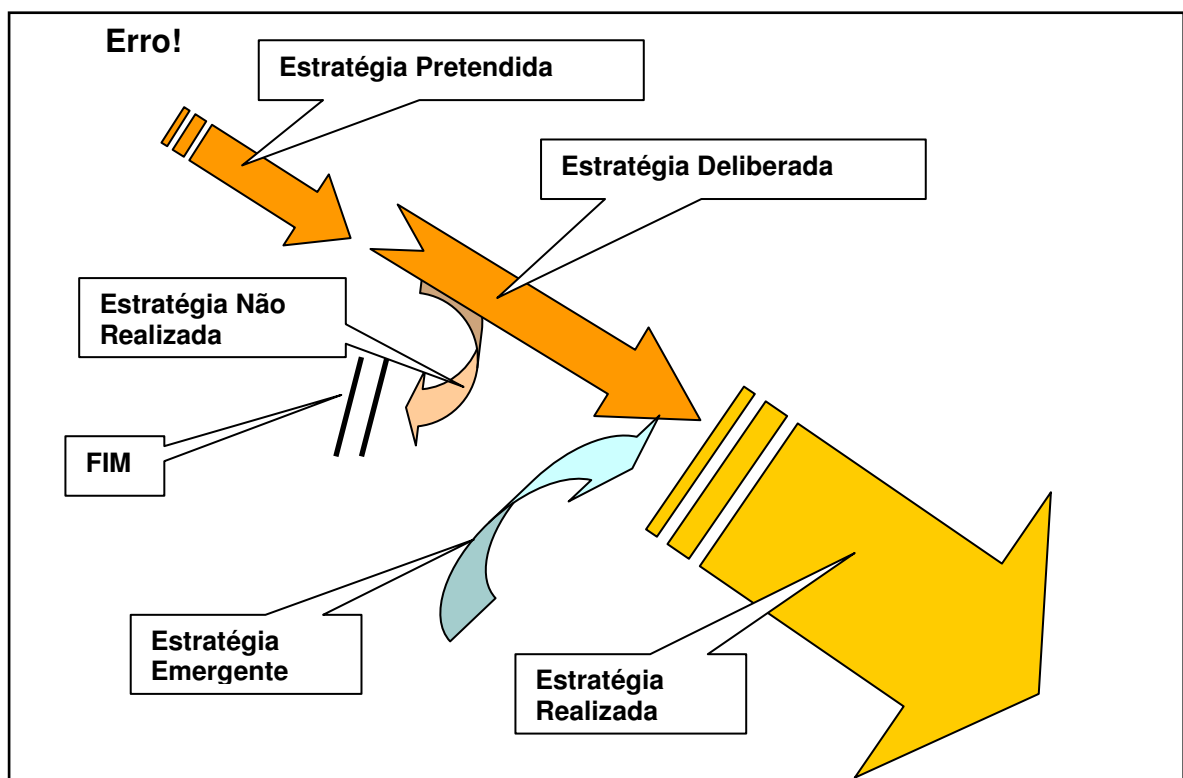 Erro!
Estratégia Pretendida
Estratégia Deliberada
Estratégia Não
Realizada
FIM
Estratégia
Emergente
Estratégia
Realizada